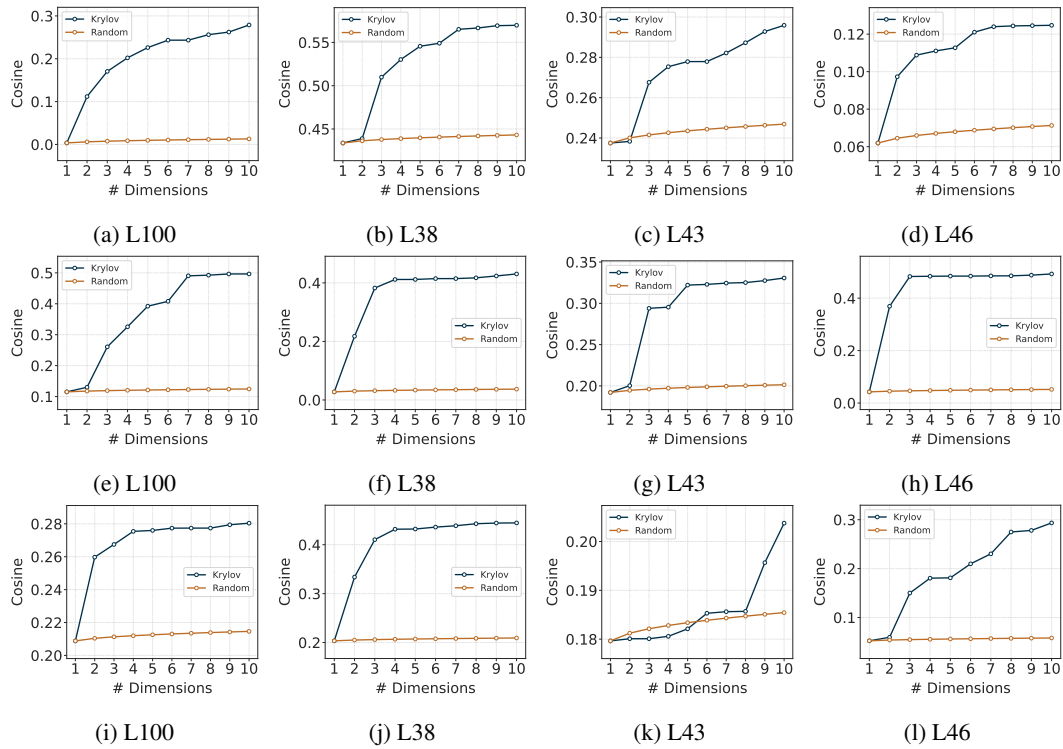 0.3
0.2
0.1
0.0
Cosine
Krylov
Random
1 2 3 4 5 6 7 8 9 10
# Dimensions
(a) L100
0.55
0.45
Cosine
Krylov
Random
1 2 3 4 5 6 7 8 9 10
# Dimensions
(b) L38
0.30
0.28
0.26
0.24
Cosine
Krylov
Random
1 2 3 4 5 6 7 8 9 10
# Dimensions
(c) L43
0.12
0.10
0.08
0.06
Cosine
Krylov
Random
1 2 3 4 5 6 7 8 9 10
# Dimensions
(d) L46
0.5
0.4
0.3
0.2
0.1
Cosine
Krylov
Random
1 2 3 4 5 6 7 8 9 10
# Dimensions
(e) L100
0.4
0.2
0.0
Cosine
Krylov
Random
1 2 3 4 5 6 7 8 9 10
# Dimensions
(f) L38
0.35
0.30
0.25
0.20
Cosine
Krylov
Random
1 2 3 4 5 6 7 8 9 10
# Dimensions
(g) L43
0.4
0.2
0.0
Cosine
Krylov
Random
1 2 3 4 5 6 7 8 9 10
# Dimensions
(h) L46
0.28
0.26
0.24
0.22
0.20
Cosine
Krylov
Random
1 2 3 4 5 6 7 8 9 10
# Dimensions
(i) L100
0.4
0.3
0.2
Cosine
Krylov
Random
1 2 3 4 5 6 7 8 9 10
# Dimensions
(j) L38
0.20
0.19
0.18
Cosine
Krylov
Random
1 2 3 4 5 6 7 8 9 10
# Dimensions
(k) L43
0.3
0.2
0.1
Cosine
Krylov
Random
1 2 3 4 5 6 7 8 9 10
# Dimensions
(l) L46